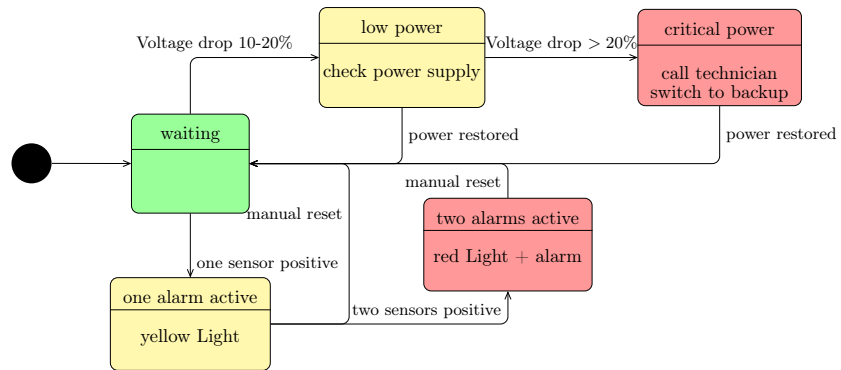 Voltage drop 10-20%
low power
check power supply
Voltage drop > 20%
critical power
call technician
switch to backup
waiting
power restored
power restored
manual reset
manual reset
two alarms active
red Light + alarm
one sensor positive
one alarm active
yellow Light
two sensors positive